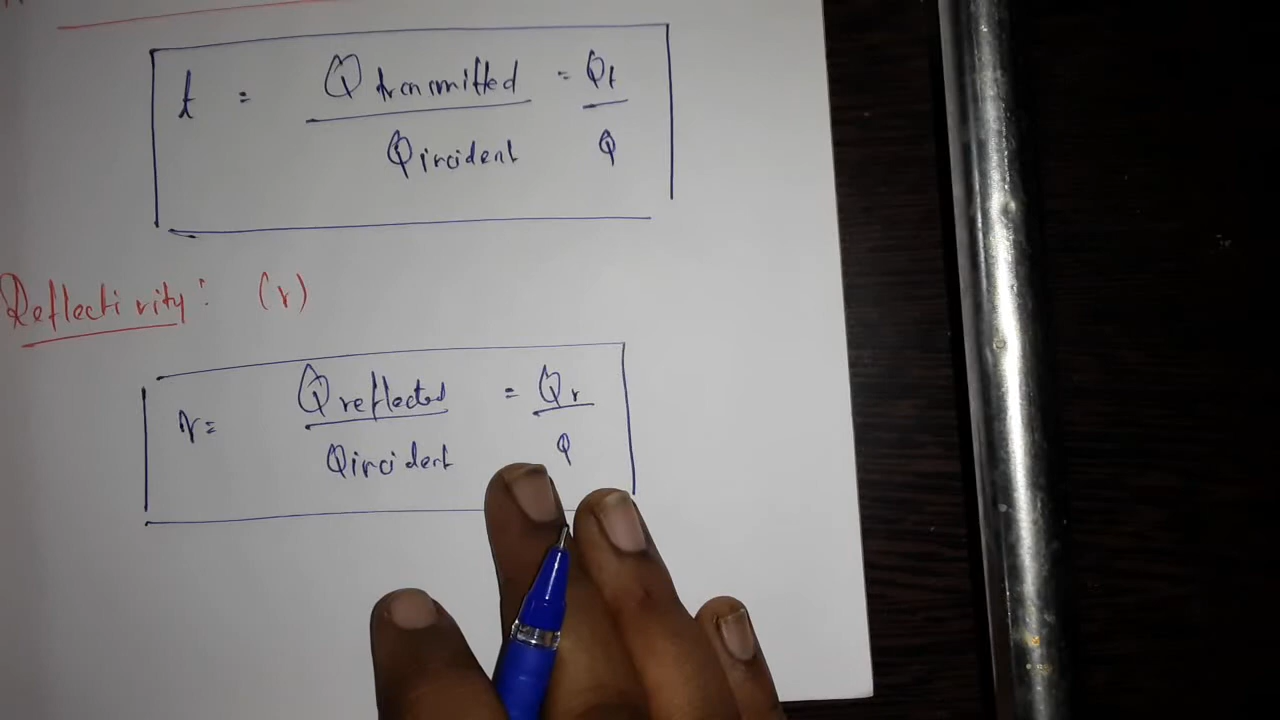 t = Q transmitted / Q incident = Qt / Q
Reflectivity: (r)
r = Q reflected / Q incident = Qr / Q